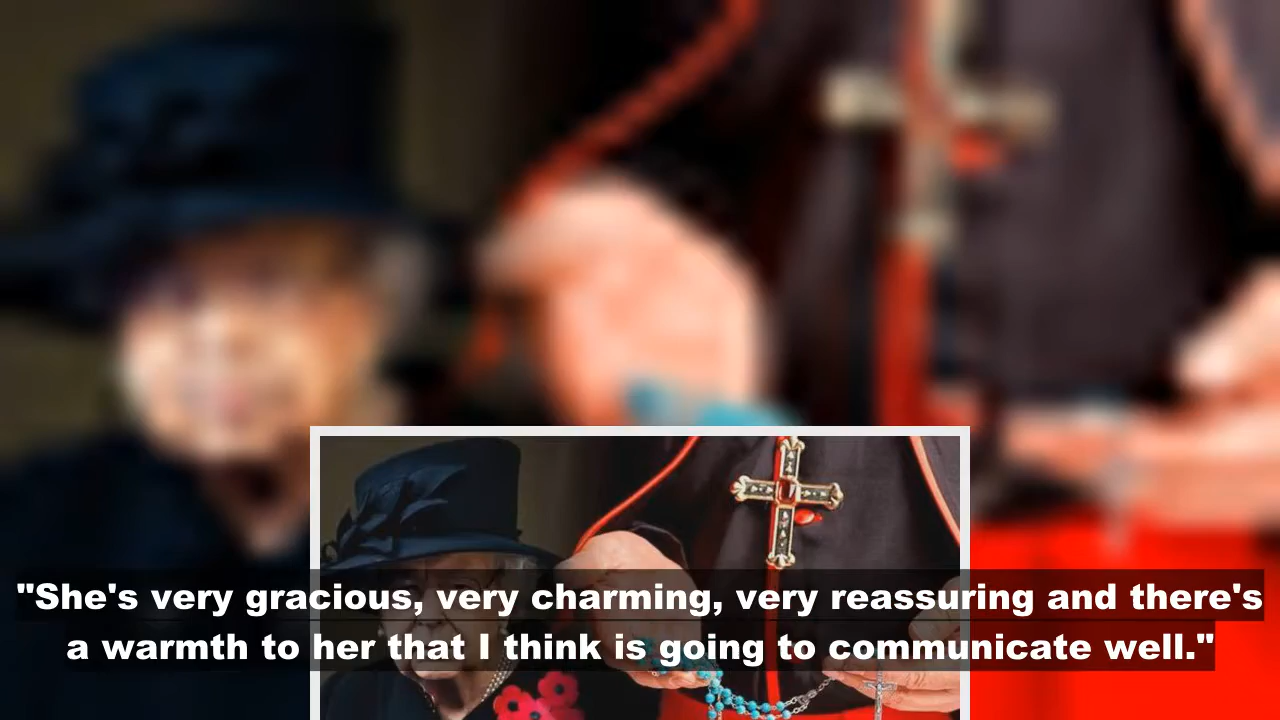 "She's very gracious, very charming, very reassuring and there's
a warmth to her that I think is going to communicate well."